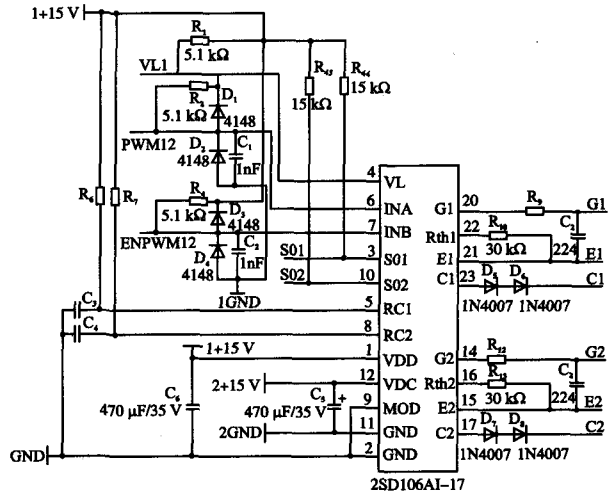 1+15 V
R₁
5.1 kΩ
VL1
R₄₃
15 kΩ
R₄₄
15 kΩ
R₂
5.1 kΩ
D₁
4148
PWM12
D₂
4148
C₁
1nF
R₆
R₇
R₄
5.1 kΩ
D₃
4148
ENPWM12
D₄
4148
C₂
1nF
1GND
S01
S02
C₃
C₄
1+15 V
C₆
470 μF/35 V
2+15 V
C₅
+
470 μF/35 V
2GND
GND
4 VL
6 INA
7 INB
3 S01
10 S02
5 RC1
8 RC2
1 VDD
12 VDC
9 MOD
11 GND
2 GND
G1 20
Rth1 22
E1 21
C1 23
G2 14
Rth2 16
E2 15
C2 17
R₉
G1
R₁₀
30 kΩ
C₂
224
E1
D₅ D₆
C1
1N4007 1N4007
R₁₂
G2
R₁₃
30 kΩ
C₂
224
E2
D₇ D₈
C2
1N4007 1N4007
2SD106AI-17